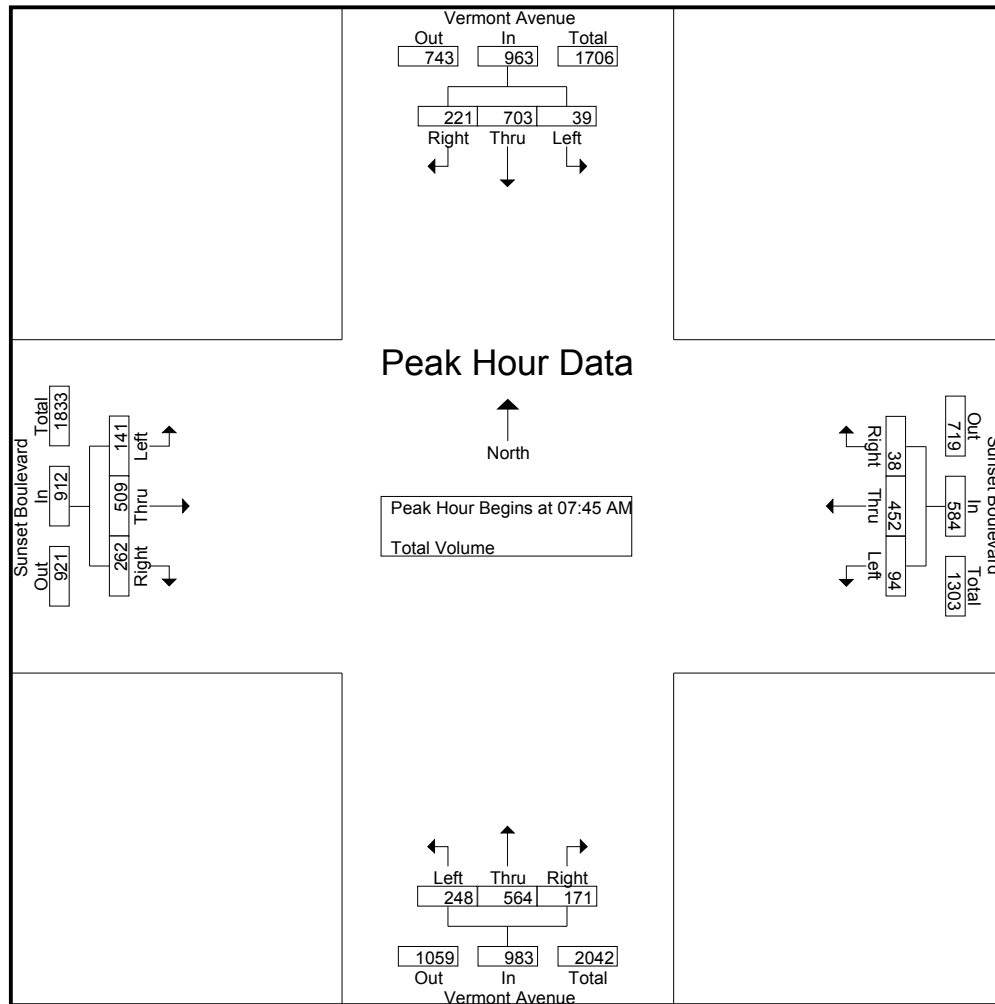 Vermont Avenue
Out In Total
743 963 1706
221 703 39
Right Thru Left
Peak Hour Data
North
Peak Hour Begins at 07:45 AM
Total Volume
Sunset Boulevard
Out In Total
921 912 1833
262 509 141
Right Thru Left
Sunset Boulevard
Out In Total
719 584 1303
38 452 94
Right Thru Left
Left Thru Right
248 564 171
1059 983 2042
Out In Total
Vermont Avenue